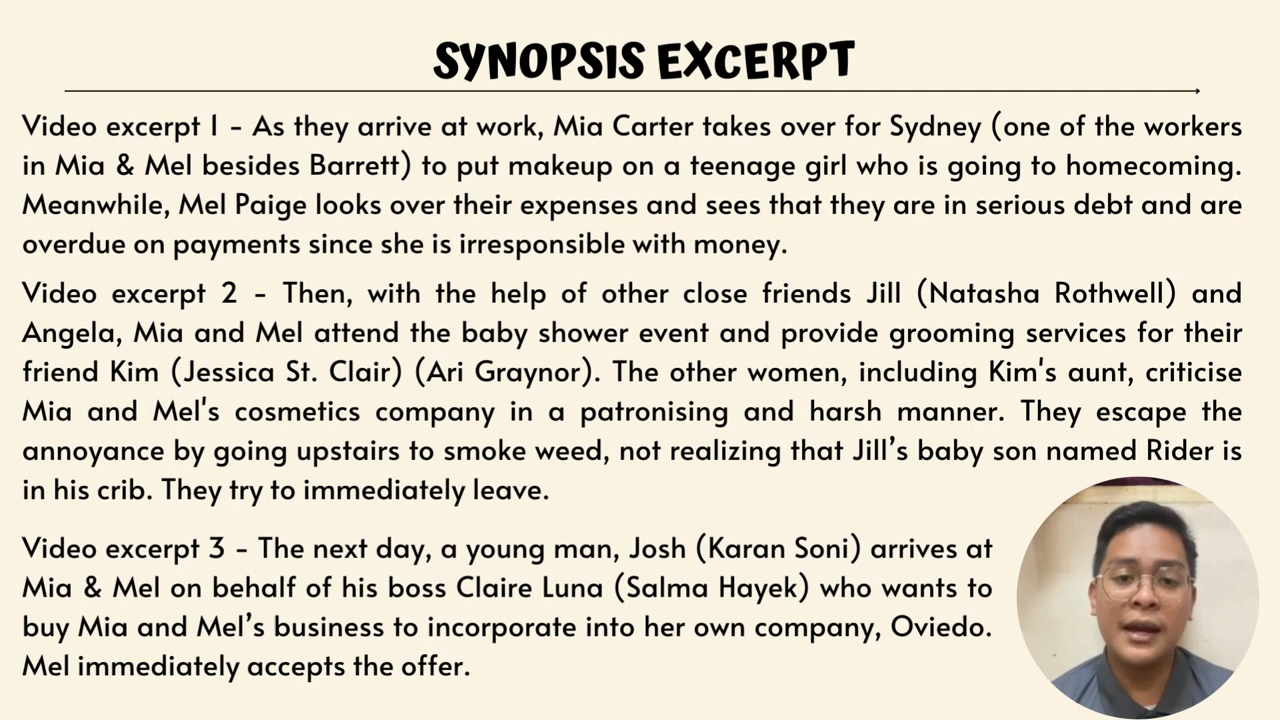 SYNOPSIS EXCERPT
Video excerpt 1 - As they arrive at work, Mia Carter takes over for Sydney (one of the workers
in Mia & Mel besides Barrett) to put makeup on a teenage girl who is going to homecoming.
Meanwhile, Mel Paige looks over their expenses and sees that they are in serious debt and are
overdue on payments since she is irresponsible with money.
Video excerpt 2 - Then, with the help of other close friends Jill (Natasha Rothwell) and
Angela, Mia and Mel attend the baby shower event and provide grooming services for their
friend Kim (Jessica St. Clair) (Ari Graynor). The other women, including Kim's aunt, criticise
Mia and Mel's cosmetics company in a patronising and harsh manner. They escape the
annoyance by going upstairs to smoke weed, not realizing that Jill’s baby son named Rider is
in his crib. They try to immediately leave.
Video excerpt 3 - The next day, a young man, Josh (Karan Soni) arrives at
Mia & Mel on behalf of his boss Claire Luna (Salma Hayek) who wants to
buy Mia and Mel’s business to incorporate into her own company, Oviedo.
Mel immediately accepts the offer.